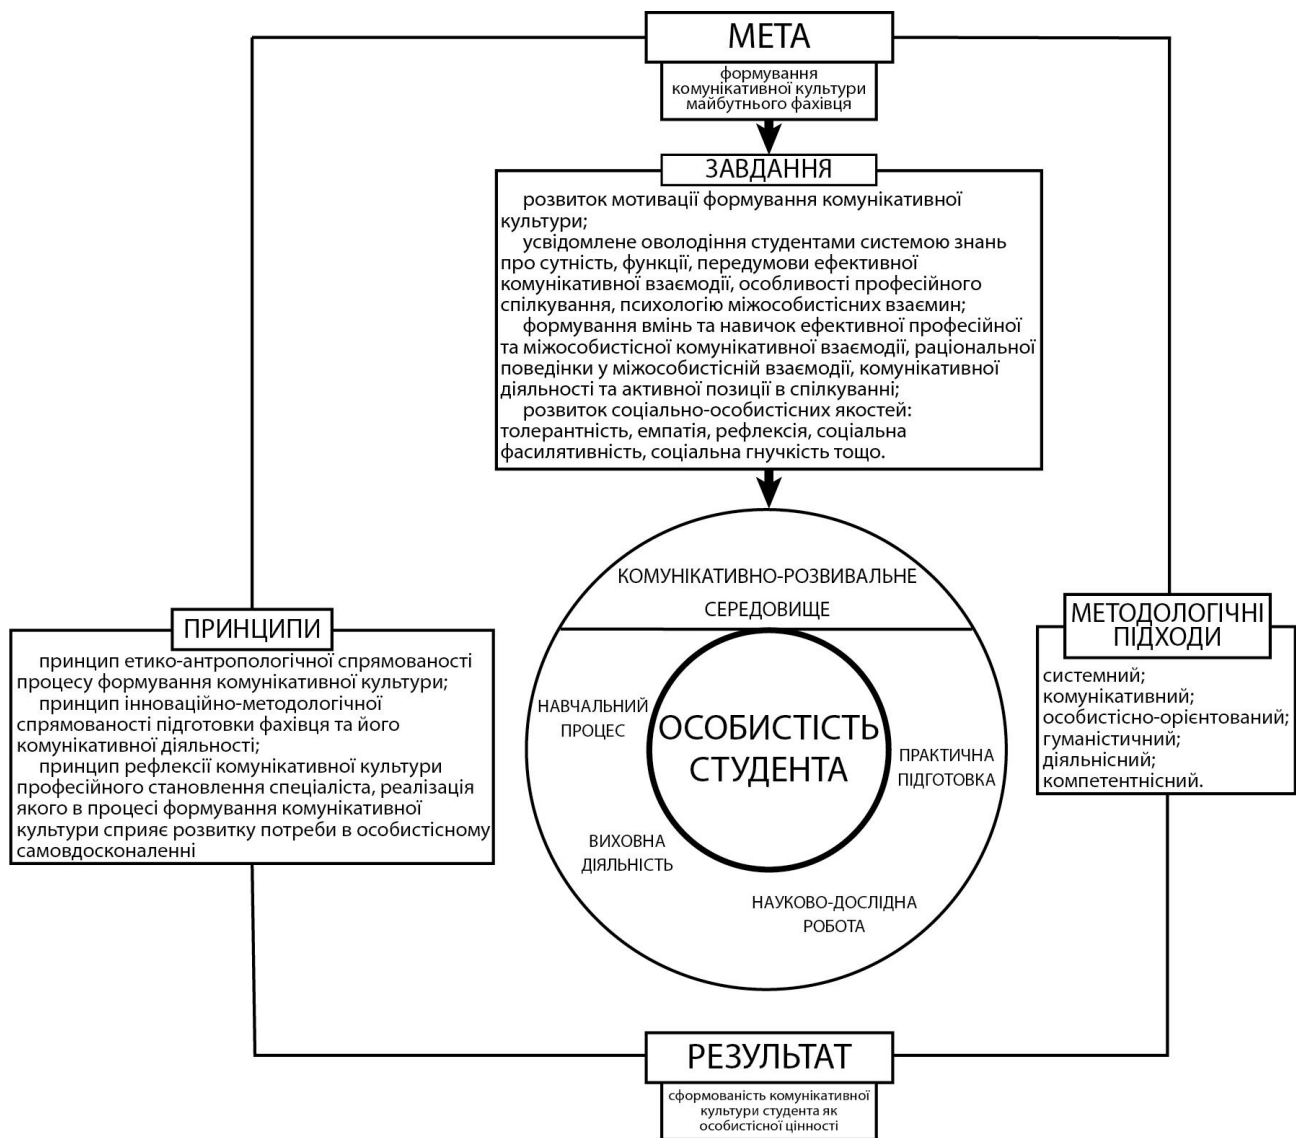 МЕТА
формування
комунікативної культури
майбутнього фахівця
ЗАВДАННЯ
розвиток мотивації формування комунікативної
культури;
усвідомлене оволодіння студентами системою знань
про сутність, функції, передумови ефективної
комунікативної взаємодії, особливості професійного
спілкування, психологію міжособистісних взаємин;
формування вмінь та навичок ефективної професійної
та міжособистісної комунікативної взаємодії, раціональної
поведінки у міжособистісній взаємодії, комунікативної
діяльності та активної позиції в спілкуванні;
розвиток соціально-особистісних якостей:
толерантність, емпатія, рефлексія, соціальна
фасилятивність, соціальна гнучкість тощо.
ПРИНЦИПИ
принцип етико-антропологічної спрямованості
процесу формування комунікативної культури;
принцип інноваційно-методологічної
спрямованості підготовки фахівця та його
комунікативної діяльності;
принцип рефлексії комунікативної культури
професійного становлення спеціаліста, реалізація
якого в процесі формування комунікативної
культури сприяє розвитку потреби в особистісному
самовдосконаленні
КОМУНІКАТИВНО-РОЗВИВАЛЬНЕ
СЕРЕДОВИЩЕ
НАВЧАЛЬНИЙ
ПРОЦЕС
ОСОБИСТІСТЬ
СТУДЕНТА
ПРАКТИЧНА
ПІДГОТОВКА
ВИХОВНА
ДІЯЛЬНІСТЬ
НАУКОВО-ДОСЛІДНА
РОБОТА
МЕТОДОЛОГІЧНІ
ПІДХОДИ
системний;
комунікативний;
особистісно-орієнтований;
гуманістичний;
діяльнісний;
компетентнісний.
РЕЗУЛЬТАТ
сформованість комунікативної
культури студента як
особистісної цінності